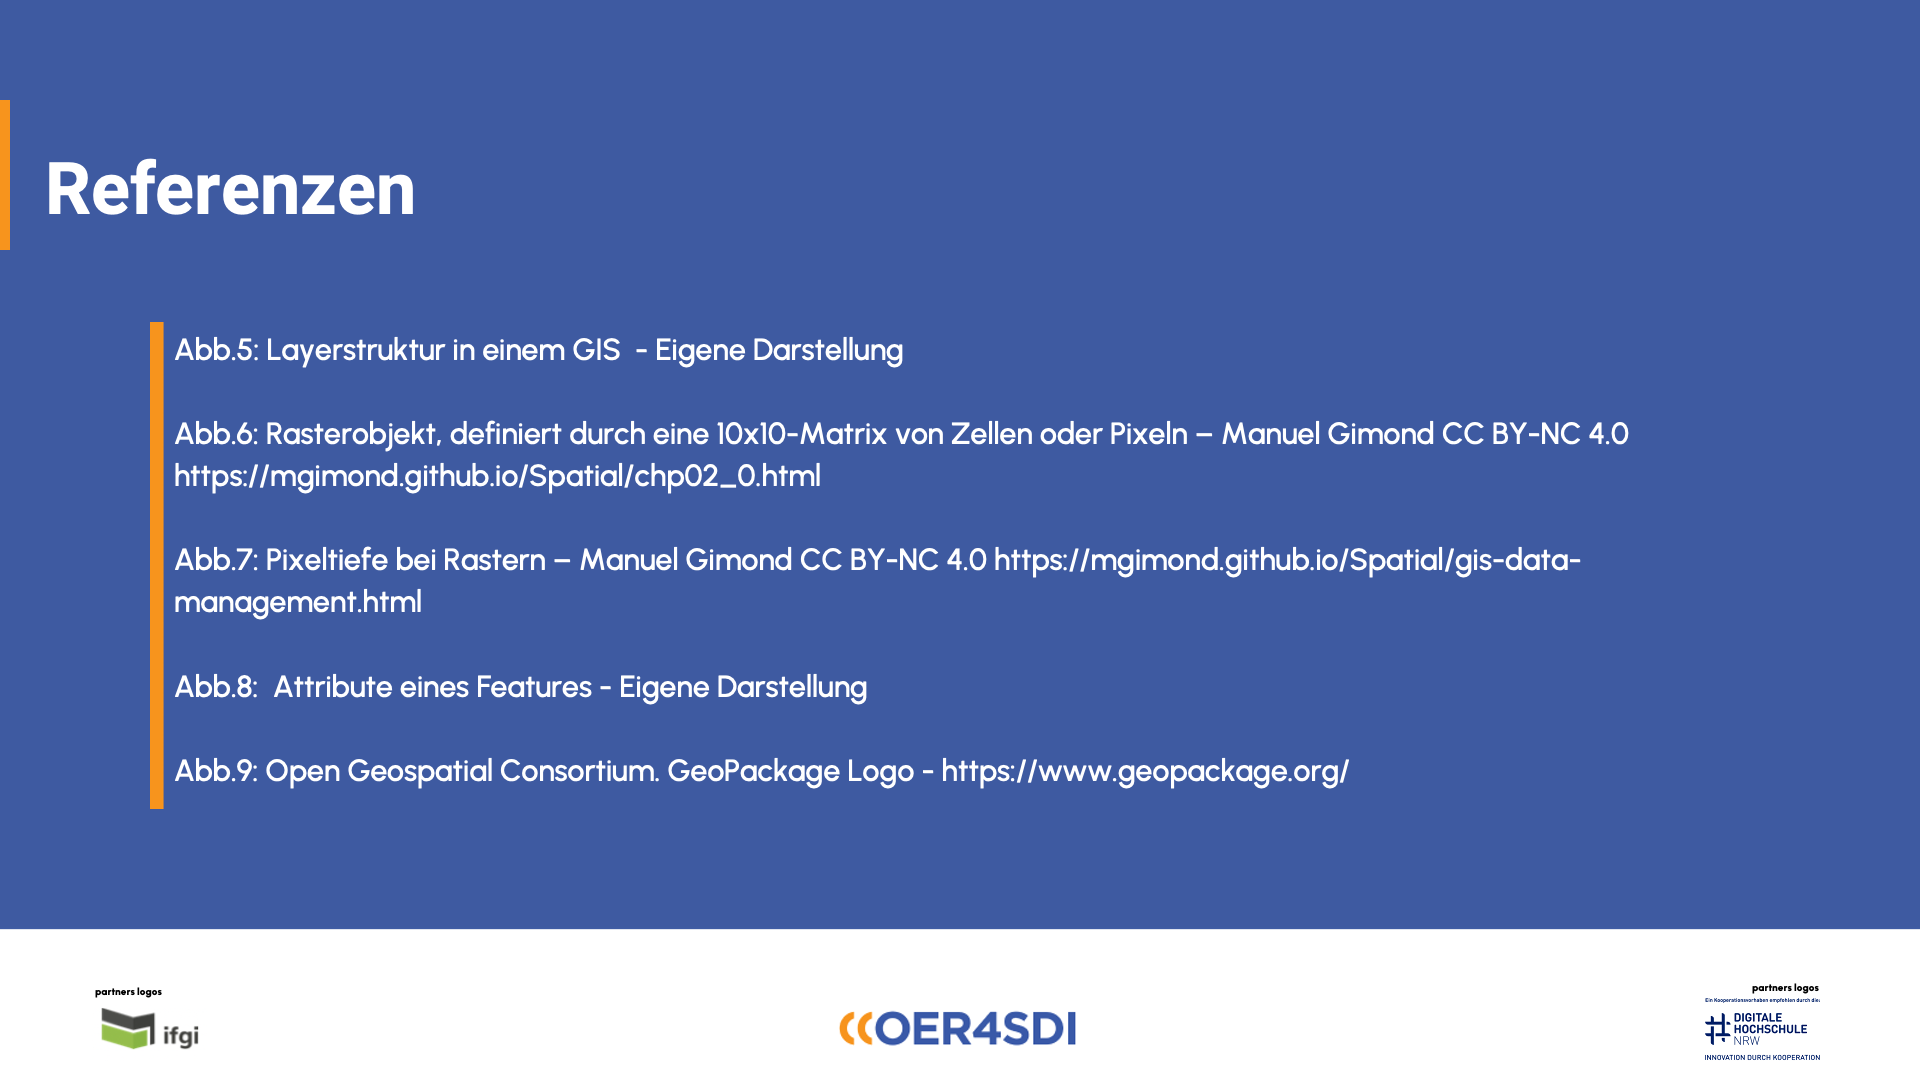 Referenzen
Abb.5: Layerstruktur in einem GIS  - Eigene Darstellung
Abb.6: Rasterobjekt, definiert durch eine 10x10-Matrix von Zellen oder Pixeln – Manuel Gimond CC BY-NC 4.0
https://mgimond.github.io/Spatial/chp02_0.html
Abb.7: Pixeltiefe bei Rastern – Manuel Gimond CC BY-NC 4.0 https://mgimond.github.io/Spatial/gis-data-
management.html
Abb.8:  Attribute eines Features - Eigene Darstellung
Abb.9: Open Geospatial Consortium. GeoPackage Logo - https://www.geopackage.org/
partners logos
ifgi
OER4SDI
partners logos
Ein Kooperationsvorhaben empfohlen durch die:
DIGITALE
HOCHSCHULE
NRW
INNOVATION DURCH KOOPERATION